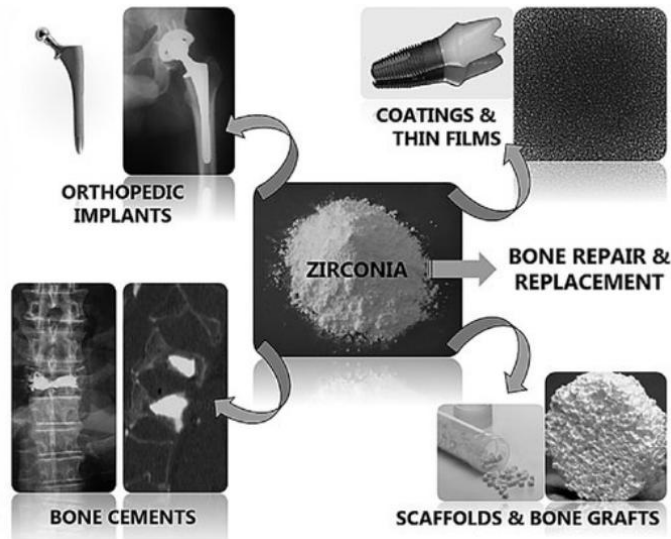 COATINGS &
THIN FILMS
ORTHOPEDIC
IMPLANTS
ZIRCONIA
BONE REPAIR &
REPLACEMENT
BONE CEMENTS
SCAFFOLDS & BONE GRAFTS